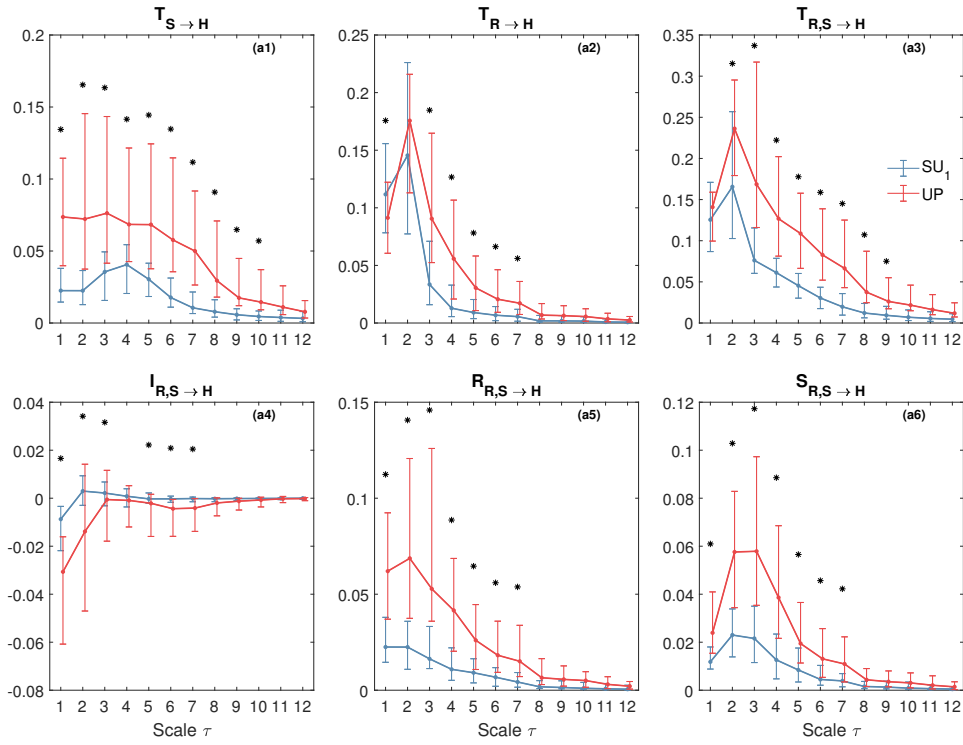 T S → H
(a1)
0.2
0.15
0.1
0.05
0
1 2 3 4 5 6 7 8 9 10 11 12
T R → H
(a2)
0.25
0.2
0.15
0.1
0.05
0
1 2 3 4 5 6 7 8 9 10 11 12
T R,S → H
(a3)
0.35
0.3
0.25
0.2
0.15
0.1
0.05
0
SU1
UP
1 2 3 4 5 6 7 8 9 10 11 12
I R,S → H
(a4)
0.04
0.02
0
-0.02
-0.04
-0.06
-0.08
1 2 3 4 5 6 7 8 9 10 11 12
Scale τ
R R,S → H
(a5)
0.15
0.1
0.05
0
1 2 3 4 5 6 7 8 9 10 11 12
Scale τ
S R,S → H
(a6)
0.12
0.1
0.08
0.06
0.04
0.02
0
1 2 3 4 5 6 7 8 9 10 11 12
Scale τ